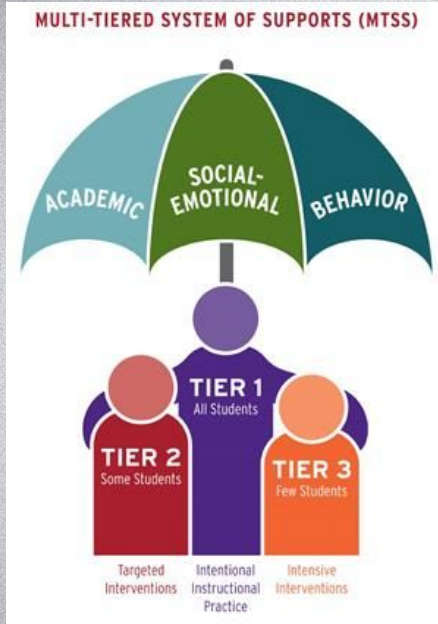 MULTI-TIERED SYSTEM OF SUPPORTS (MTSS)
ACADEMIC
SOCIAL-
EMOTIONAL
BEHAVIOR
TIER 1
All Students
TIER 2
Some Students
TIER 3
Few Students
Targeted
Interventions
Intentional
Instructional
Practice
Intensive
Interventions